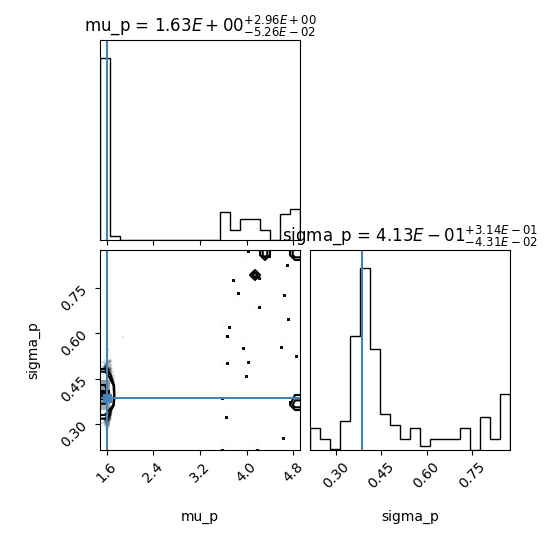 mu_p = 1.63E + 00+2.96E + 00 −5.26E − 02
sigma_p = 4.13E − 01+3.14E − 01 −4.31E − 02
sigma_p
0.75
0.60
0.45
0.30
1.6 2.4 3.2 4.0 4.8
0.30 0.45 0.60 0.75
mu_p
sigma_p